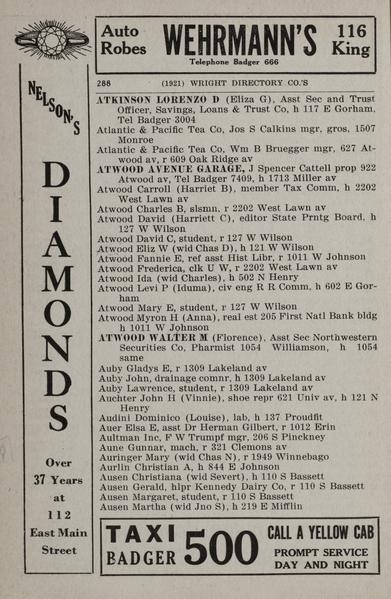 Auto
Robes
WEHRMANN'S
Telephone Badger 666
116
King
NELSON'S
DIAMONDS
Over
37 Years
at
112
East Main
Street
288 (1921) WRIGHT DIRECTORY CO.'S
ATKINSON LORENZO D (Eliza G), Asst Sec and Trust
Officer, Savings, Loans & Trust Co, h 117 E Gorham,
Tel Badger 3004
Atlantic & Pacific Tea Co, Jos S Calkins mgr, gros, 1507
Monroe
Atlantic & Pacific Tea Co, Wm B Bruegger mgr, 627 At-
wood av, r 609 Oak Ridge av
ATWOOD AVENUE GARAGE, J Spencer Cattell prop 922
Atwood av, Tel Badger 7409, h 1713 Miller av
Atwood Carroll (Harriet B), member Tax Comm, h 2202
West Lawn av
Atwood Charles B, slsmn, r 2202 West Lawn av
Atwood David (Harriet C), editor State Prntg Board, h
127 W Wilson
Atwood David C, student, r 127 W Wilson
Atwood Eliz W (wid Chas D), h 121 W Wilson
Atwood Fannie E, ref asst Hist Libr, r 1011 W Johnson
Atwood Frederica, clk U W, r 2202 West Lawn av
Atwood Ida (wid Charles), h 502 N Henry
Atwood Levi P (Iduma), civ eng R R Comm, h 602 E Gor-
ham
Atwood Mary E, student, r 127 W Wilson
Atwood Myron H (Anna), real est 205 First Natl Bank bldg
h 1011 W Johnson
ATWOOD WALTER M (Florence), Asst Sec Northwestern
Securities Co, Pharmist 1054 Williamson, h 1054
same
Auby Gladys E, r 1309 Lakeland av
Auby John, drainage comnr, h 1309 Lakeland av
Auby Lawrence, student, r 1309 Lakeland av
Auchter John H (Vinnie), shoe repr 621 Univ av, h 121 N
Henry
Audini Dominico (Louise), lab, h 137 Proudfit
Auer Elsa E, asst Dr Herman Gilbert, r 1012 Erin
Aultman Inc, F W Trumpf mgr, 206 S Pinckney
Aune Gunnar, mach, r 321 Clemons av
Auringer Mary (wid Chas N), r 1949 Winnebago
Aurlin Christian A, h 844 E Johnson
Ausen Christiana (wid Severt), h 110 S Bassett
Ausen Gerald, hlpr Kennedy Dairy Co, r 110 S Bassett
Ausen Margaret, student, r 110 S Bassett
Ausen Martha (wid Jno S), h 219 E Mifflin
TAXI
BADGER
500
CALL A YELLOW CAB
PROMPT SERVICE
DAY AND NIGHT